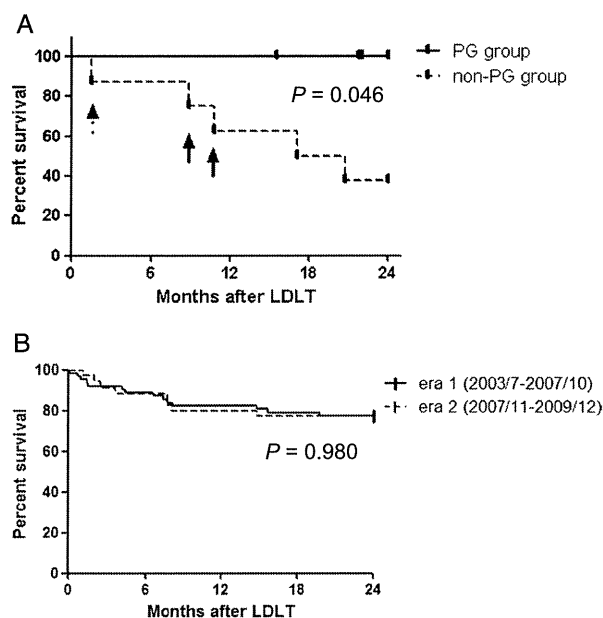 A
100
80
60
40
20
0
Percent survival
P = 0.046
PG group
non-PG group
0 6 12 18 24
Months after LDLT
B
100
80
60
40
20
0
Percent survival
P = 0.980
era 1 (2003/7-2007/10)
era 2 (2007/11-2009/12)
0 6 12 18 24
Months after LDLT